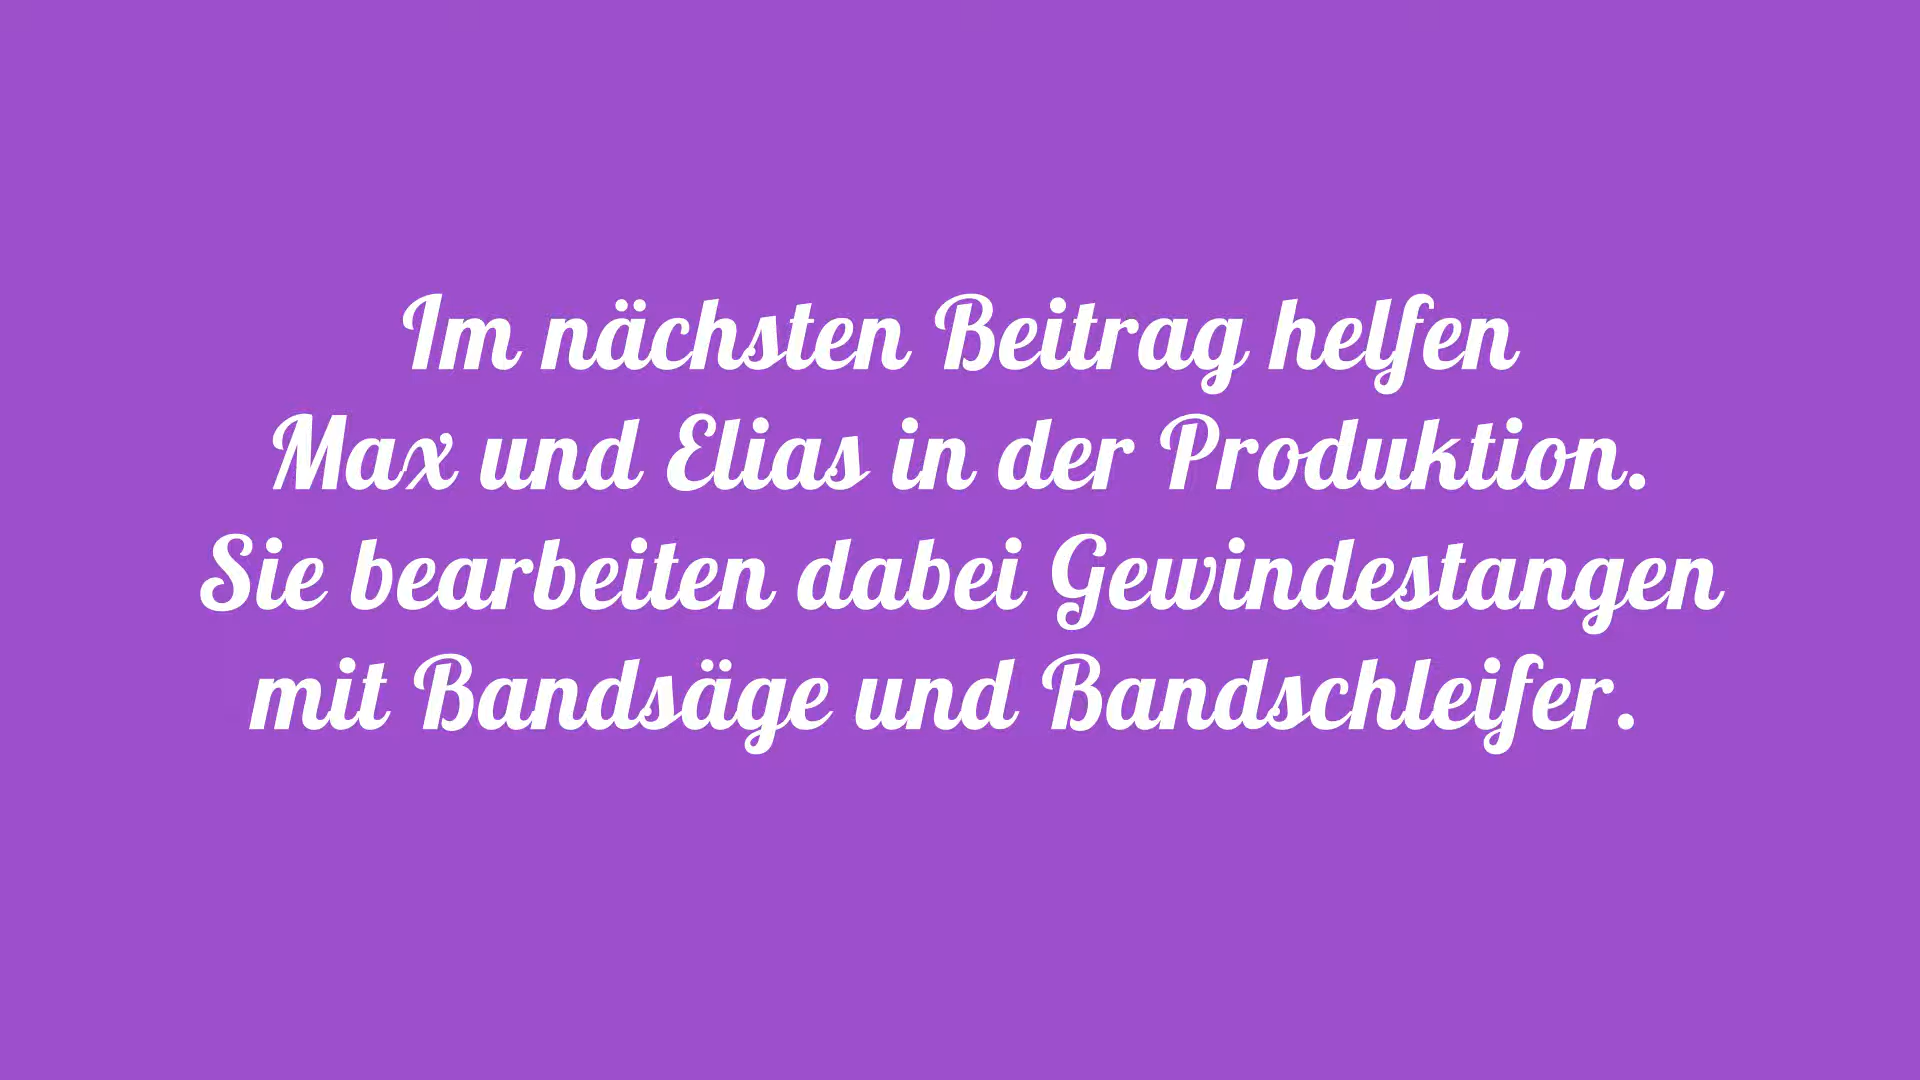 Im nächsten Beitrag helfen
Max und Elias in der Produktion.
Sie bearbeiten dabei Gewindestangen
mit Bandsäge und Bandschleifer.